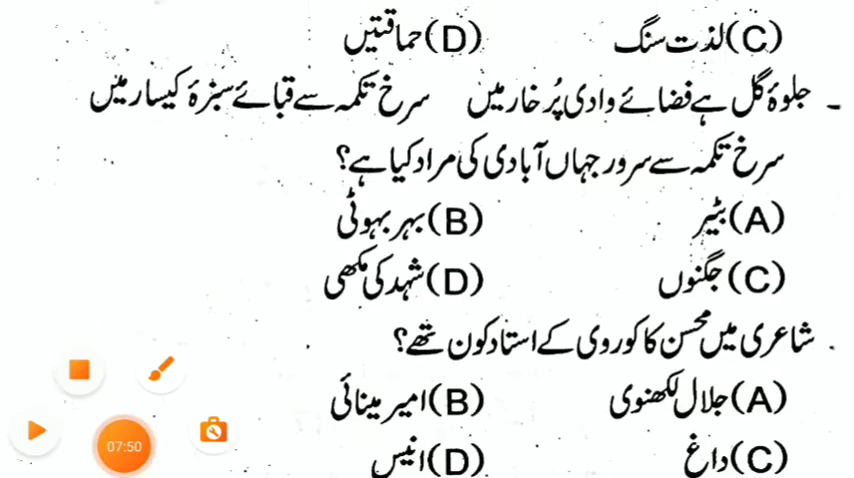 (C) لذت سنگ (D) حماقتیں
۔ جلوۂ گل ہے فضائے وادی پُر خار میں سرخ تکمہ سے قبائے سبزۂ کہسار میں
سرخ تکمہ سے سرور جہاں آبادی کی مراد کیا ہے؟
(A) بٹیر (B) بہر بہوٹی
(C) جگنوں (D) شہد کی مکھی
۔ شاعری میں محسن کاکوروی کے استاد کون تھے؟
(A) جلال لکھنوی (B) امیر مینائی
(C) داغ (D) انیس
07:50